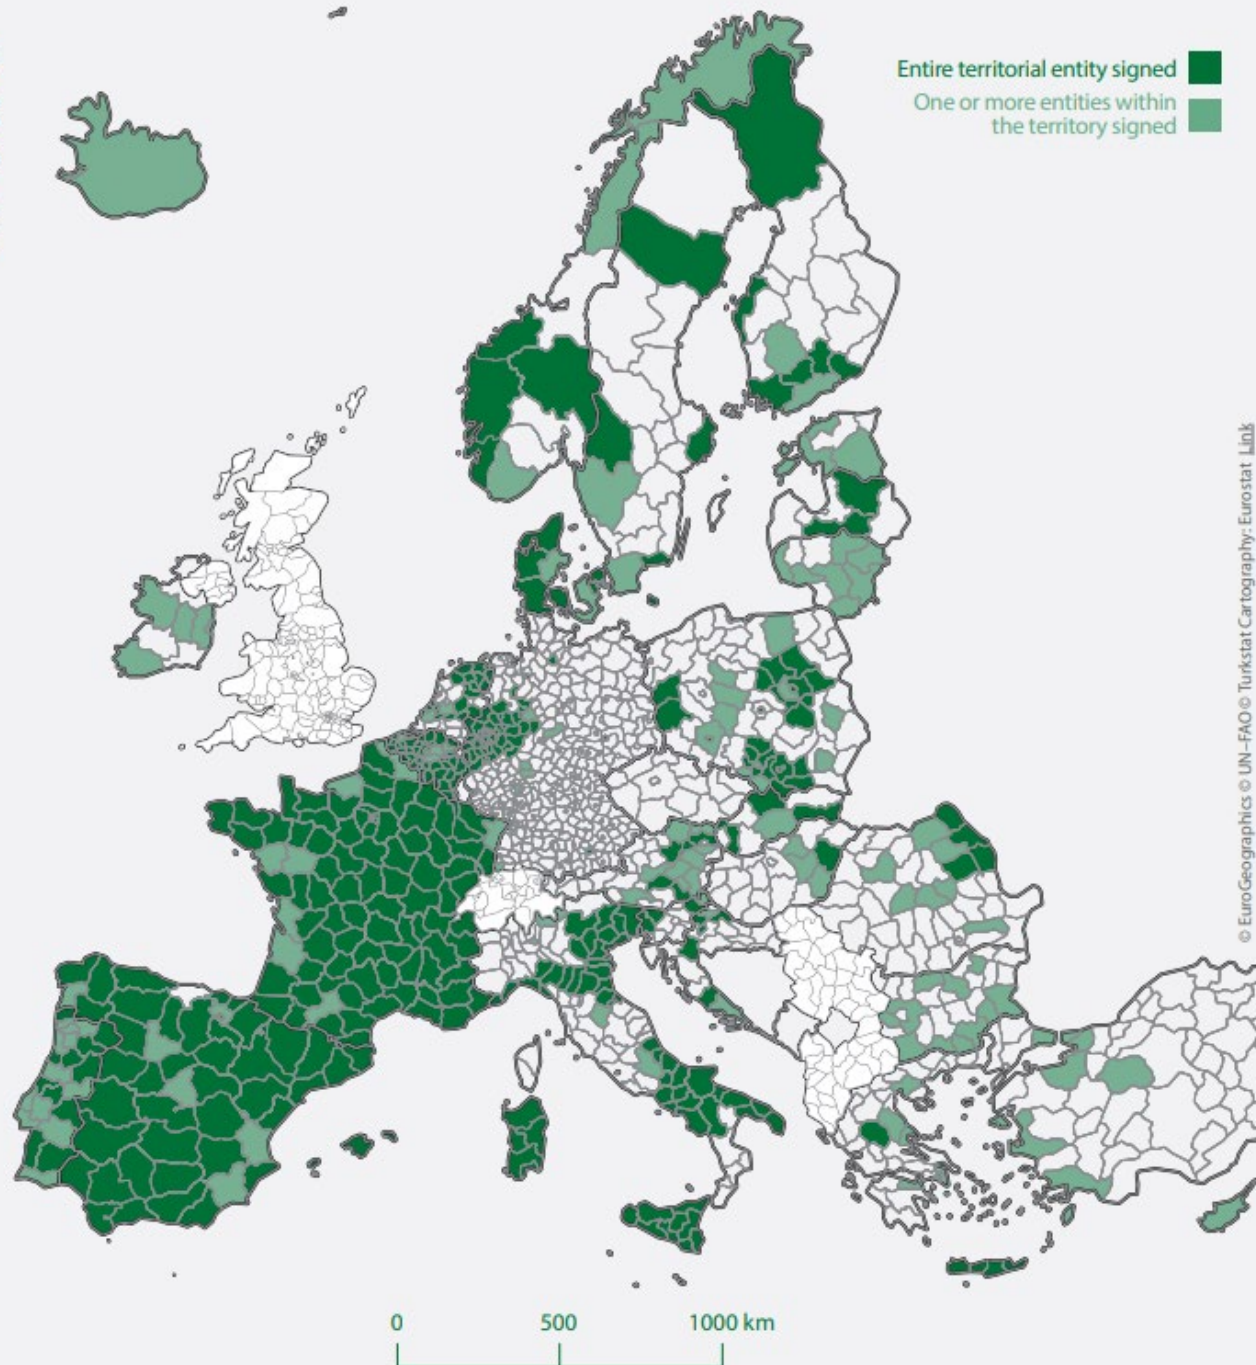 Entire territorial entity signed
One or more entities within
the territory signed
© EuroGeographics © UN–FAO © Turkstat Cartography: Eurostat Link
0 500 1000 km